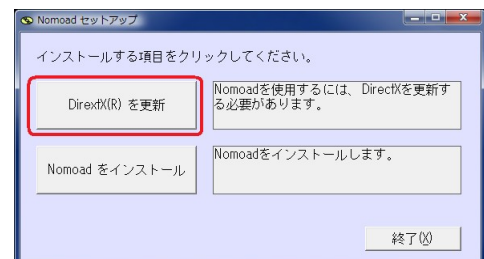 Nomoad セットアップ
インストールする項目をクリックしてください。
DirextX(R) を更新
Nomoadを使用するには、DirectXを更新す
る必要があります。
Nomoad をインストール
Nomoadをインストールします。
終了(X)